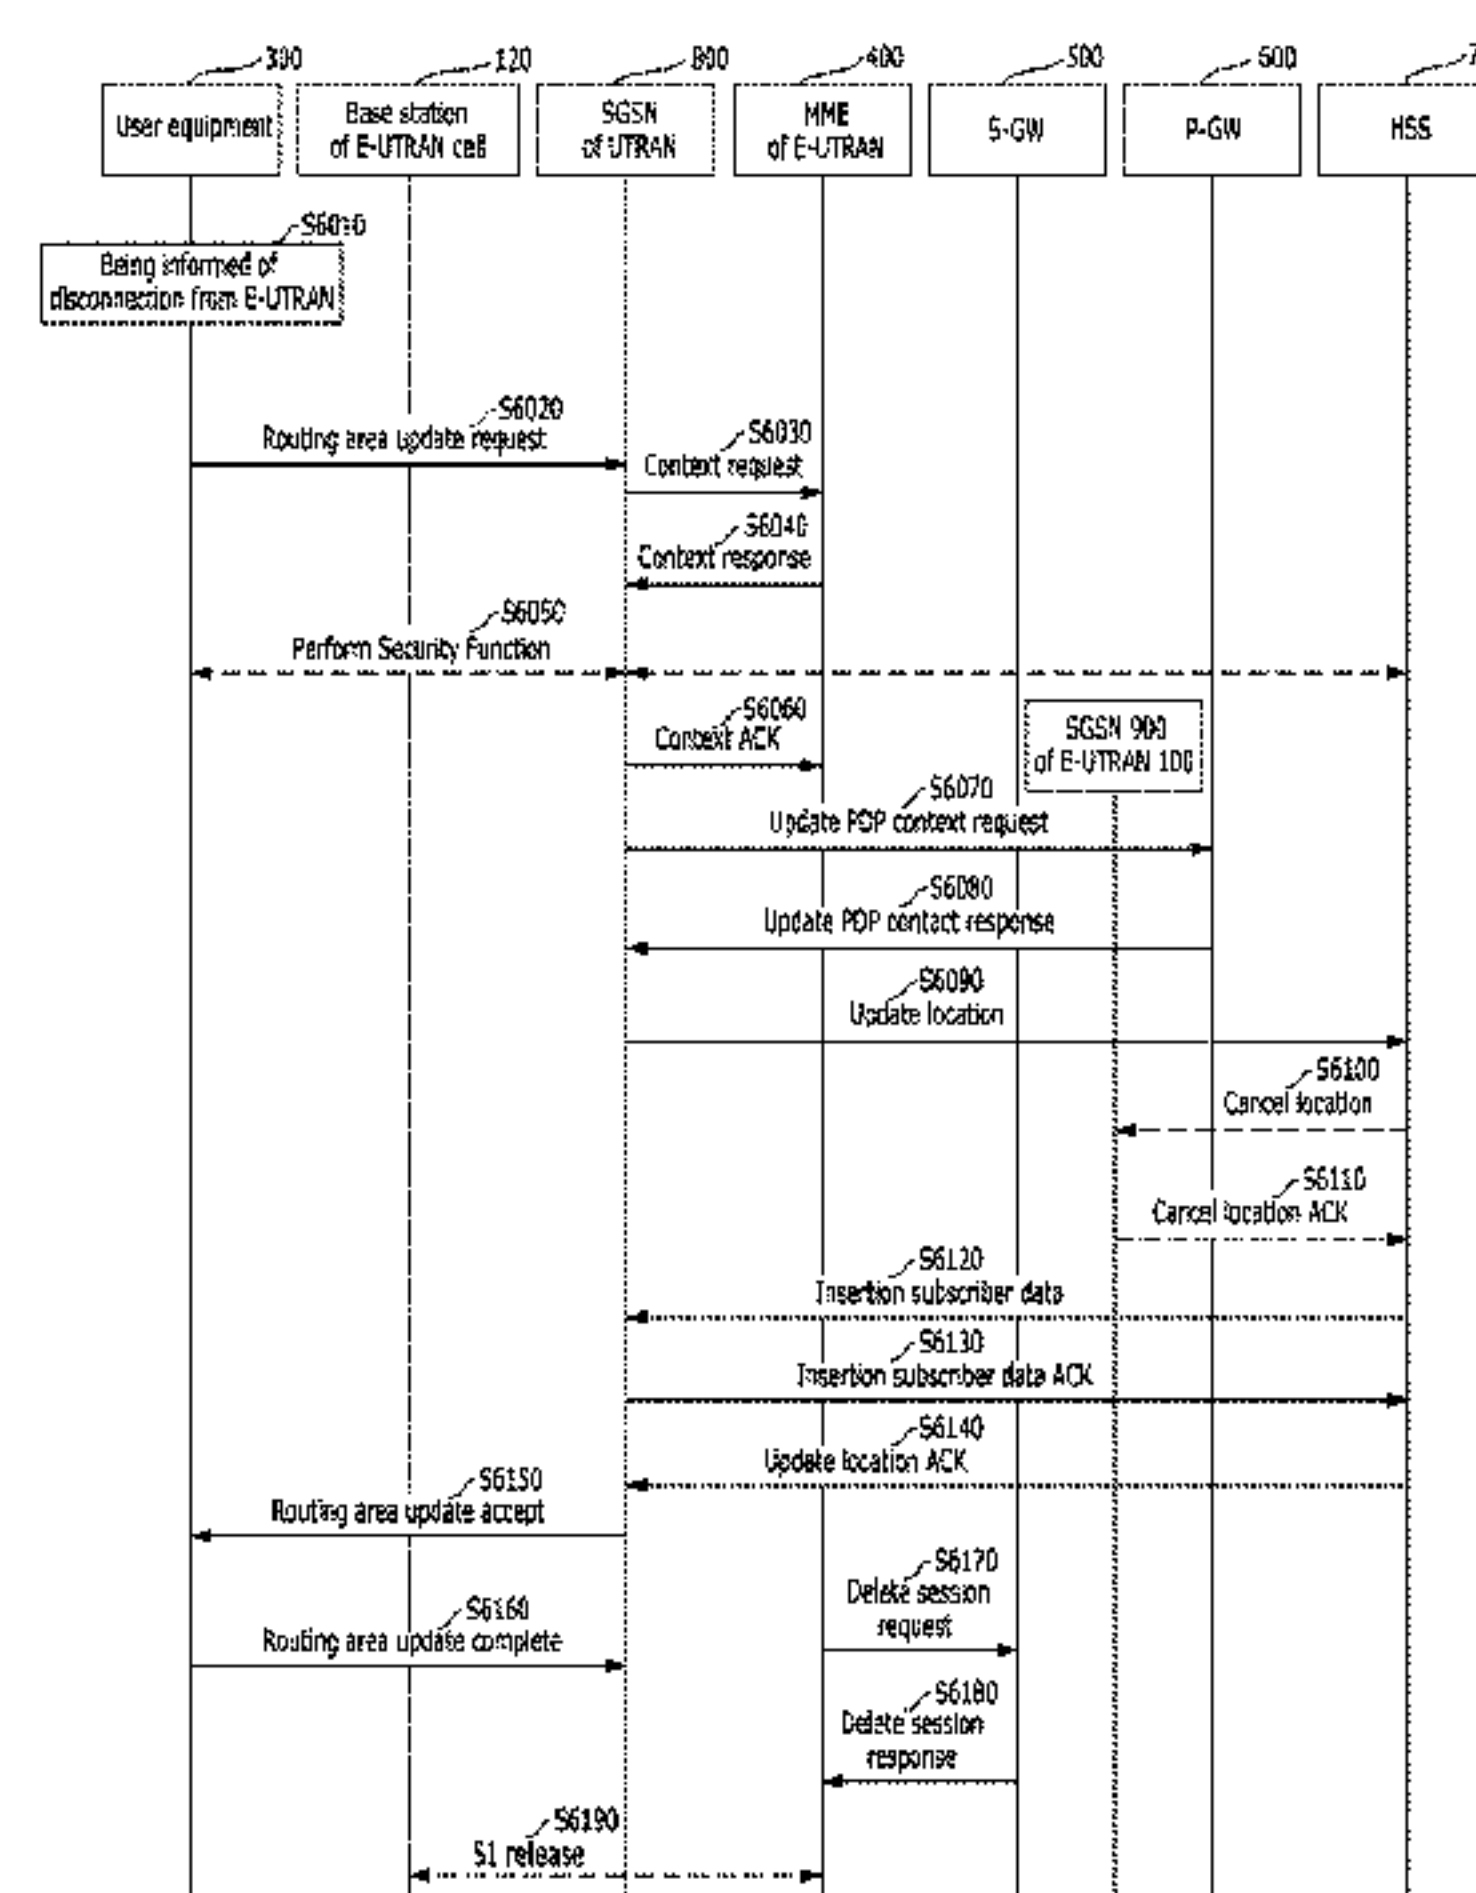 300
120
800
400
500
600
7
User equipment
Base station
of E-UTRAN cell
SGSN
of UTRAN
MME
of E-UTRAN
S-GW
P-GW
HSS
S6010
Being informed of
disconnection from E-UTRAN
S6020
Routing area update request
S6030
Context request
S6040
Context response
S6050
Perform Security Function
S6060
Context ACK
SGSN 900
of E-UTRAN 100
S6070
Update PDP context request
S6080
Update PDP contact response
S6090
Update location
S6100
Cancel location
S6110
Cancel location ACK
S6120
Insertion subscriber data
S6130
Insertion subscriber data ACK
S6140
Update location ACK
S6150
Routing area update accept
S6170
Delete session
request
S6160
Routing area update complete
S6180
Delete session
response
S6190
S1 release